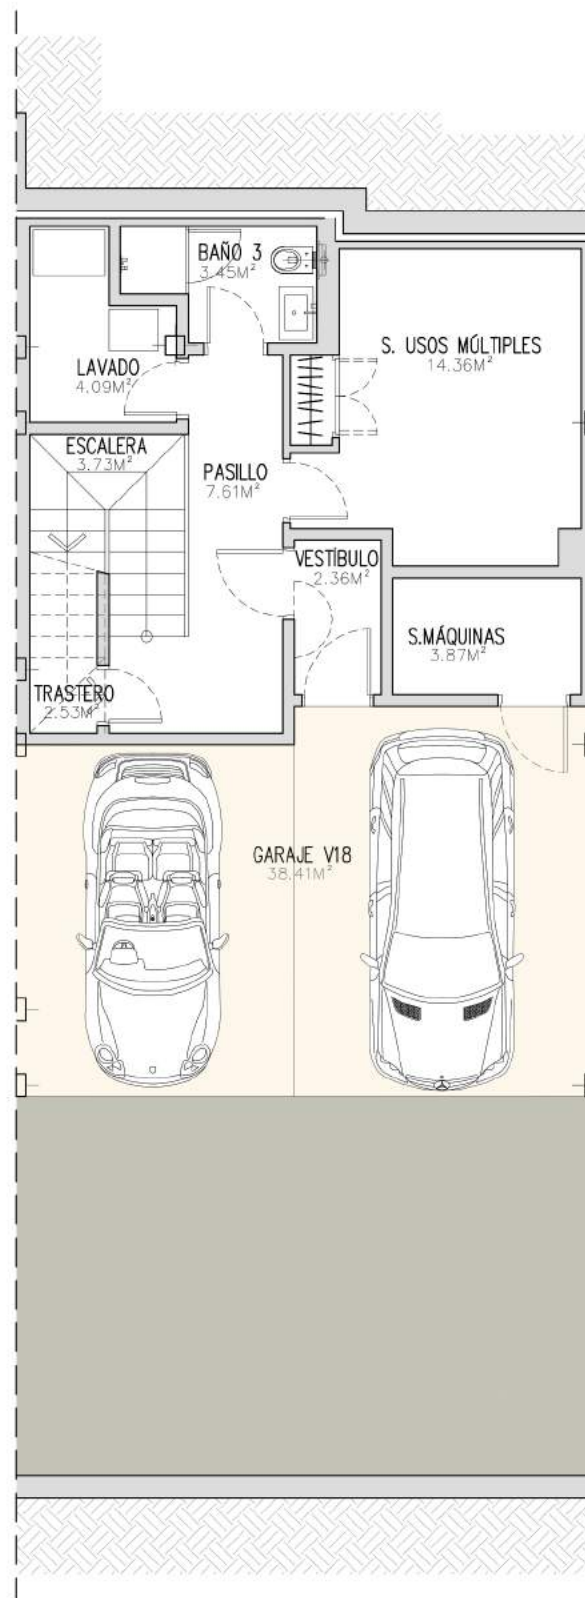 BAÑO 3
3.45M²
S. USOS MÚLTIPLES
14.36M²
LAVADO
4.09M²
ESCALERA
3.73M²
PASILLO
7.61M²
VESTÍBULO
2.36M²
S.MÁQUINAS
3.87M²
TRASTERO
2.53M²
GARAJE V18
38.41M²